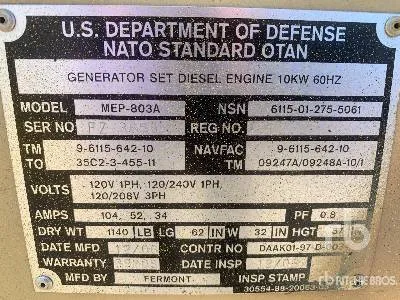 U.S. DEPARTMENT OF DEFENSE
NATO STANDARD OTAN
GENERATOR SET DIESEL ENGINE 10KW 60HZ
MODEL MEP-803A NSN 6115-01-275-5061
SER NO REG NO.
TM 9-6115-642-10 NAVFAC 9-6115-642-10
TO 35C2-3-455-11 TM 09247A/09248A-10/1
VOLTS 120V 1PH, 120/240V 1PH,
120/208V 3PH
AMPS 104, 52, 34 PF 0.8
DRY WT 1140 LB LG 62 IN W 32 IN HGT
DATE MFD CONTR NO
WARRANTY DATE INSP
MFD BY FERMONT INSP STAMP
rb
RitchieBros.